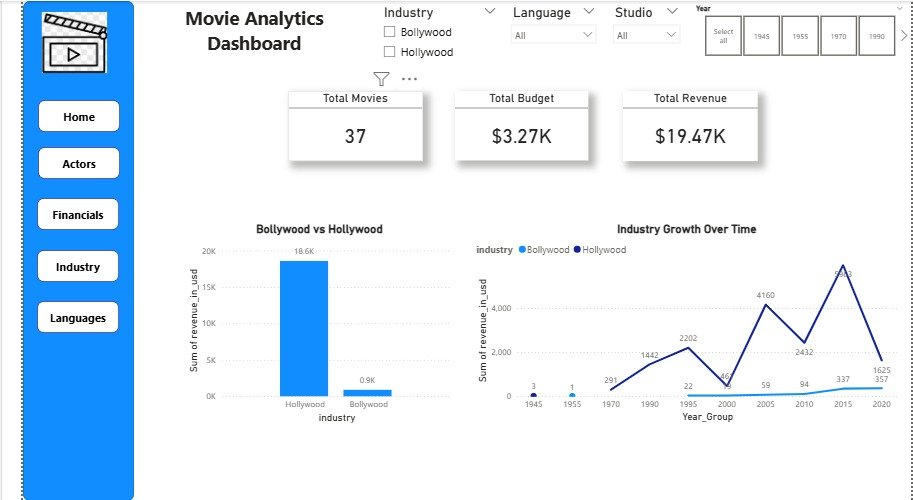 Movie Analytics
Dashboard
Industry
Bollywood
Hollywood
Language
All
Studio
All
Year
Select
all
1945
1955
1970
1990
Home
Actors
Financials
Industry
Languages
Total Movies
37
Total Budget
$3.27K
Total Revenue
$19.47K
Bollywood vs Hollywood
Sum of revenue_in_usd
20K
15K
10K
5K
0K
18.6K
0.9K
Hollywood Bollywood
industry
Industry Growth Over Time
industry Bollywood Hollywood
Sum of revenue_in_usd
4,000
2,000
0
3
1
291
1442
2202
4160
2432
1625
22
59
94
337
357
1945 1955 1970 1990 1995 2000 2005 2010 2015 2020
Year_Group